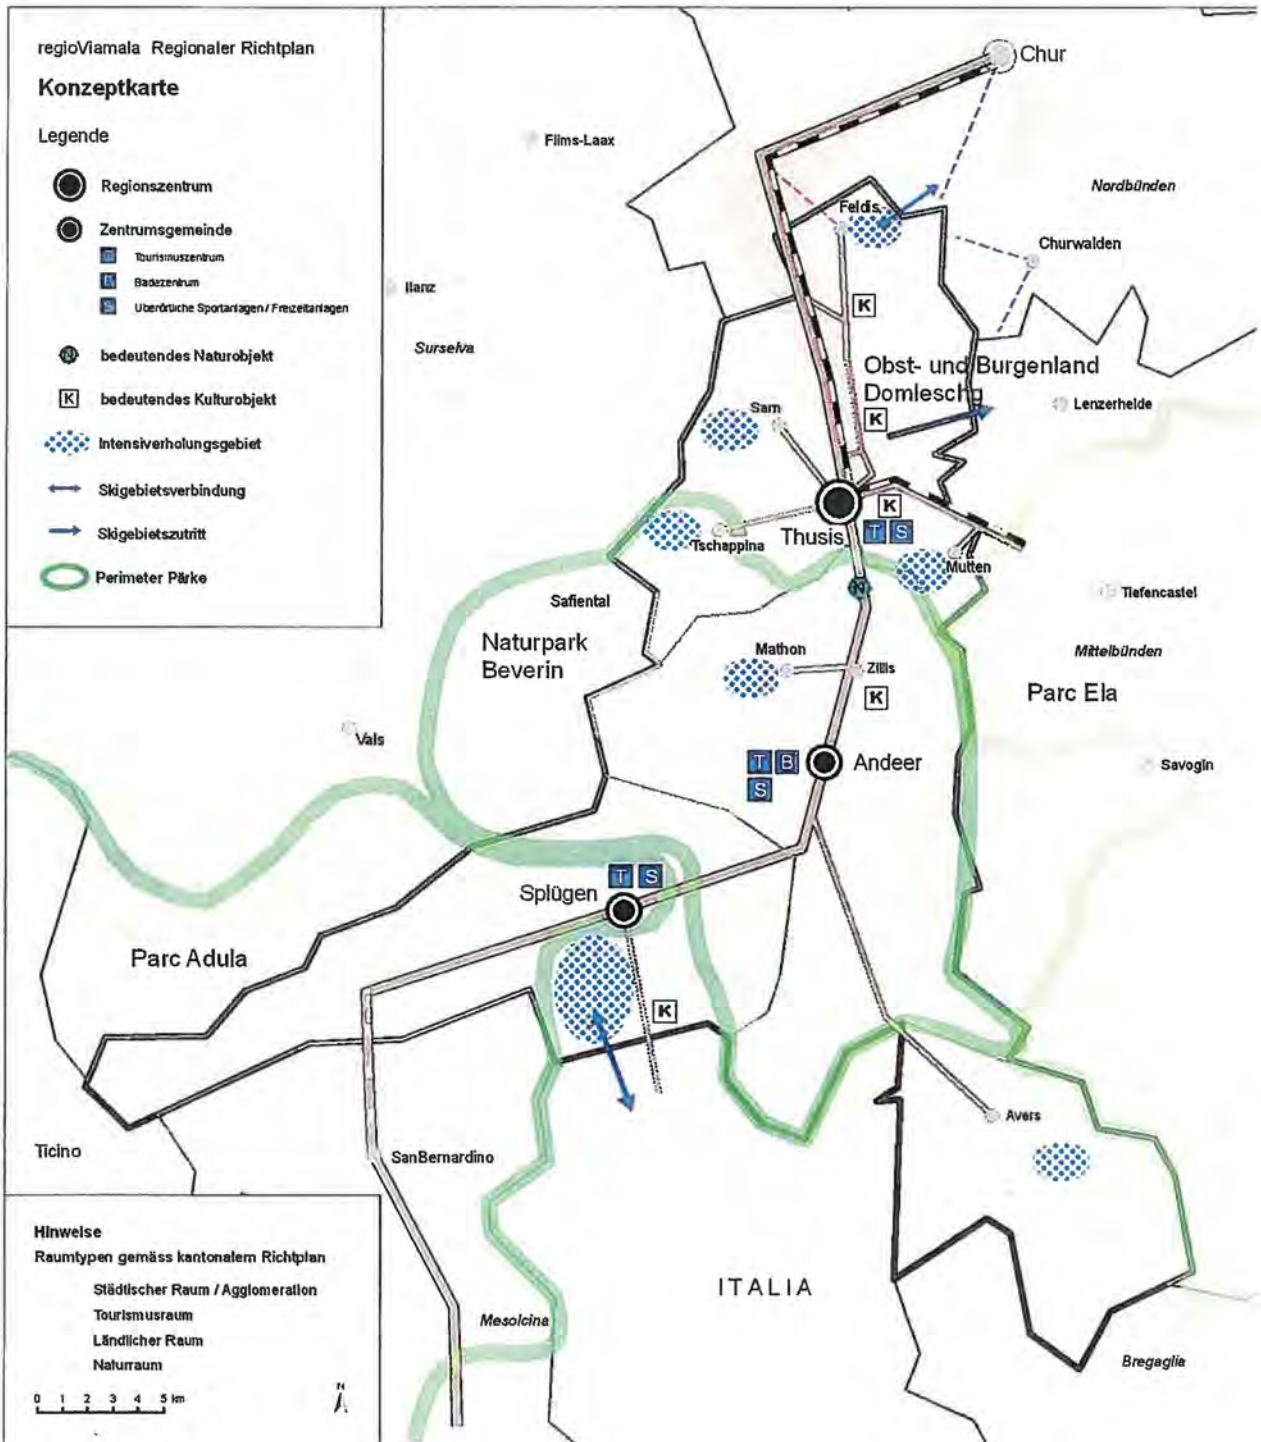 regioViamala Regionaler Richtplan
Konzeptkarte
Legende
Regionszentrum
Zentrumsgemeinde
T Tourismuszentrum
B Badezentrum
S Überörtliche Sportanlagen / Freizeitanlagen
N bedeutendes Naturobjekt
K bedeutendes Kulturobjekt
Intensiverholungsgebiet
Skigebietsverbindung
Skigebietszutritt
Perimeter Pärke
Chur
Flims-Laax
Nordbünden
Feldis
Churwalden
Ilanz
K
Surselva
Obst- und Burgenland
Domleschg
Lenzerheide
Sarn
K
K
Thusis
T S
Tschappina
Mutten
N
Tiefencastel
Safiental
Naturpark
Beverin
Mathon
Zillis
Mittelbünden
K
Parc Ela
Vals
T B
Andeer
S
Savogin
T S
Splügen
Parc Adula
K
Avers
Ticino
SanBernardino
Hinweise
Raumtypen gemäss kantonalem Richtplan
Städtischer Raum / Agglomeration
Tourismusraum
Ländlicher Raum
Naturraum
0 1 2 3 4 5 km
N
ITALIA
Mesolcina
Bregaglia